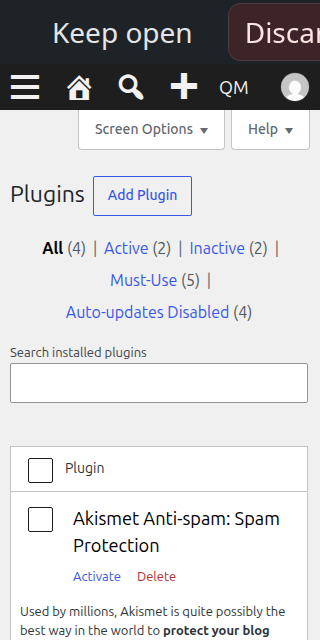 Keep open
QM
Screen Options
Help
Plugins
Add Plugin
All (4) | Active (2) | Inactive (2) |
Must-Use (5) |
Auto-updates Disabled (4)
Search installed plugins
Plugin
Akismet Anti-spam: Spam
Protection
Activate Delete
Used by millions, Akismet is quite possibly the
best way in the world to protect your blog